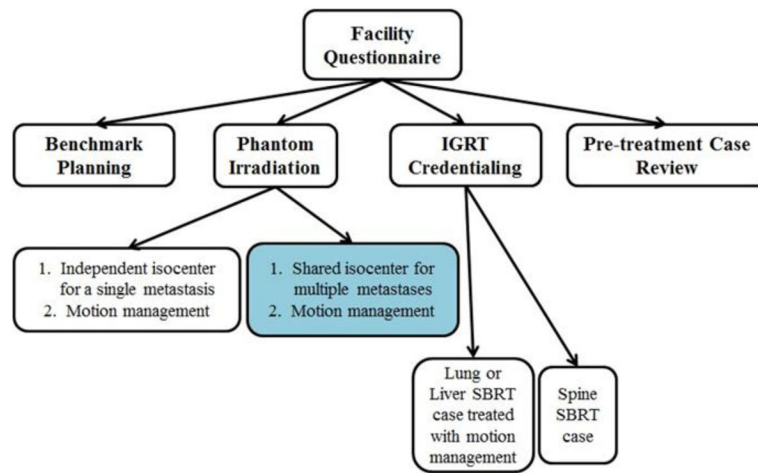 Facility
Questionnaire
Benchmark
Planning
Phantom
Irradiation
IGRT
Credentialing
Pre-treatment Case
Review
1. Independent isocenter
for a single metastasis
2. Motion management
1. Shared isocenter for
multiple metastases
2. Motion management
Lung or
Liver SBRT
case treated
with motion
management
Spine
SBRT
case